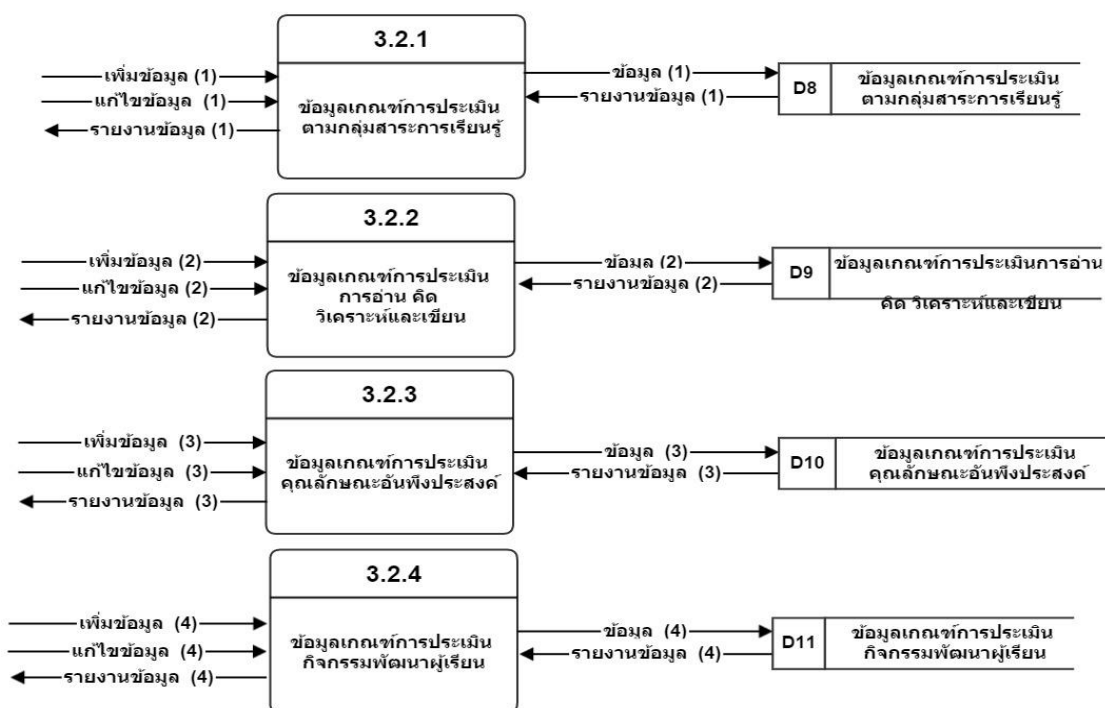 3.2.1
เพิ่มข้อมูล (1)
แก้ไขข้อมูล (1)
รายงานข้อมูล (1)
ข้อมูลเกณฑ์การประเมิน
ตามกลุ่มสาระการเรียนรู้
ข้อมูล (1)
รายงานข้อมูล (1)
D8
ข้อมูลเกณฑ์การประเมิน
ตามกลุ่มสาระการเรียนรู้
3.2.2
เพิ่มข้อมูล (2)
แก้ไขข้อมูล (2)
รายงานข้อมูล (2)
ข้อมูลเกณฑ์การประเมิน
การอ่าน คิด
วิเคราะห์และเขียน
ข้อมูล (2)
รายงานข้อมูล (2)
D9
ข้อมูลเกณฑ์การประเมินการอ่าน
คิด วิเคราะห์และเขียน
3.2.3
เพิ่มข้อมูล (3)
แก้ไขข้อมูล (3)
รายงานข้อมูล (3)
ข้อมูลเกณฑ์การประเมิน
คุณลักษณะอันพึงประสงค์
ข้อมูล (3)
รายงานข้อมูล (3)
D10
ข้อมูลเกณฑ์การประเมิน
คุณลักษณะอันพึงประสงค์
3.2.4
เพิ่มข้อมูล (4)
แก้ไขข้อมูล (4)
รายงานข้อมูล (4)
ข้อมูลเกณฑ์การประเมิน
กิจกรรมพัฒนาผู้เรียน
ข้อมูล (4)
รายงานข้อมูล (4)
D11
ข้อมูลเกณฑ์การประเมิน
กิจกรรมพัฒนาผู้เรียน